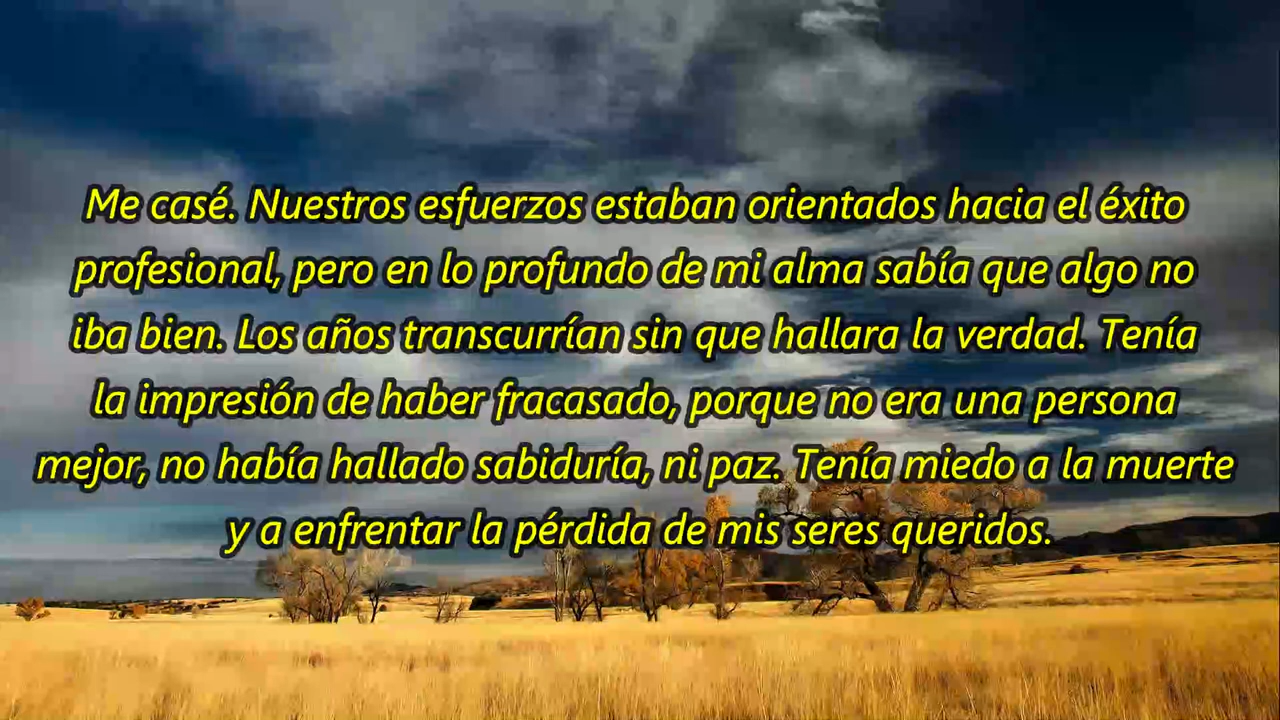 Me casé. Nuestros esfuerzos estaban orientados hacia el éxito
profesional, pero en lo profundo de mi alma sabía que algo no
iba bien. Los años transcurrían sin que hallara la verdad. Tenía
la impresión de haber fracasado, porque no era una persona
mejor, no había hallado sabiduría, ni paz. Tenía miedo a la muerte
y a enfrentar la pérdida de mis seres queridos.